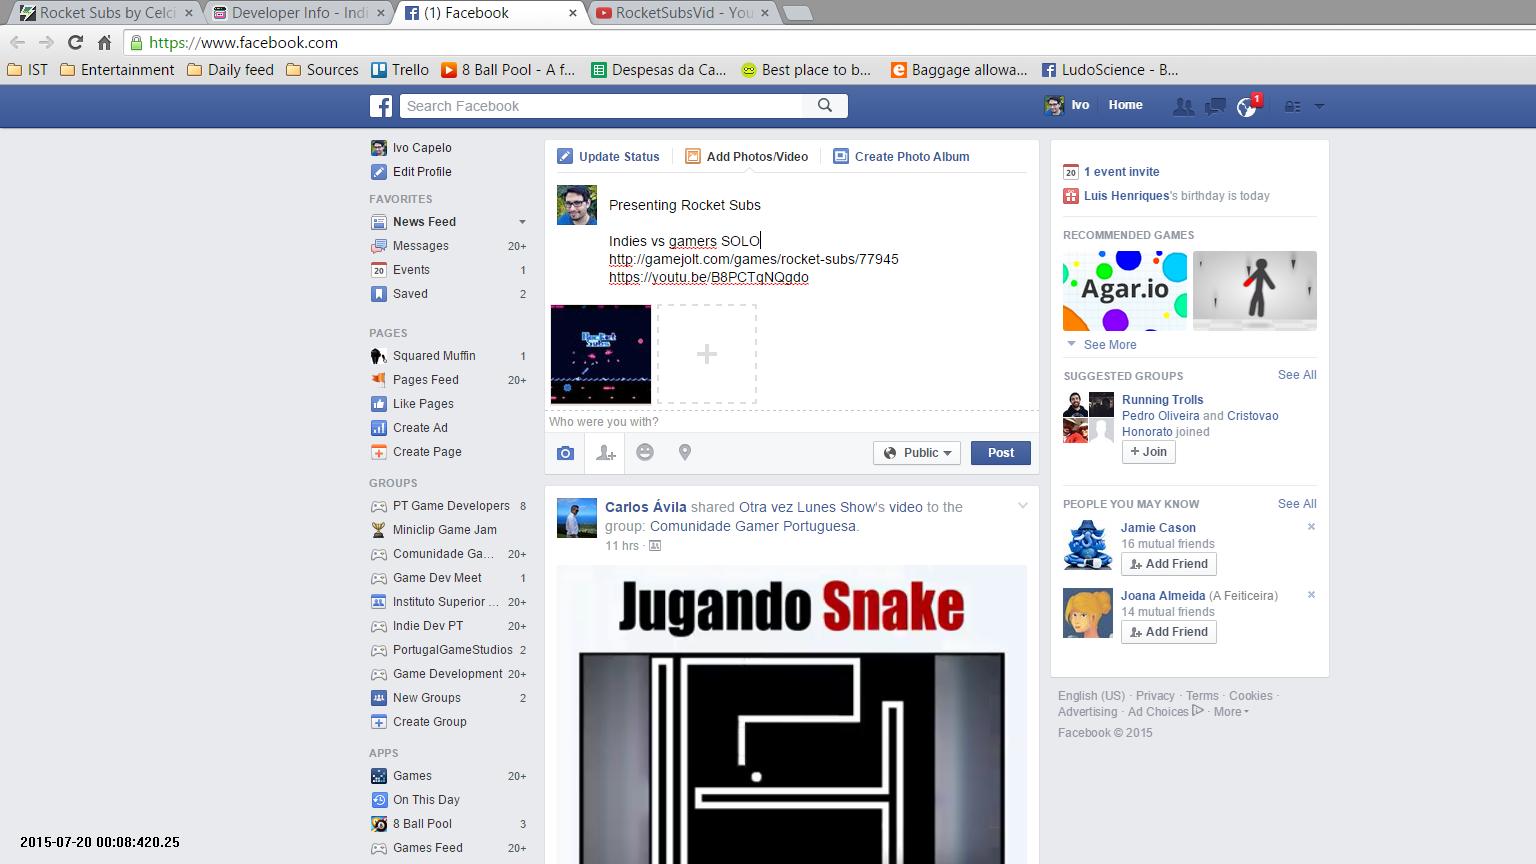 Rocket Subs by Celci
Developer Info - Indi
(1) Facebook
RocketSubsVid - You
https://www.facebook.com
IST
Entertainment
Daily feed
Sources
Trello
8 Ball Pool - A f...
Despesas da Ca...
Best place to b...
Baggage allowa...
LudoScience - B...
Search Facebook
Ivo
Home
1
Ivo Capelo
Edit Profile
FAVORITES
News Feed
Messages 20+
Events 1
Saved 2
PAGES
Squared Muffin 1
Pages Feed 20+
Like Pages
Create Ad
Create Page
GROUPS
PT Game Developers 8
Miniclip Game Jam
Comunidade Ga... 20+
Game Dev Meet 1
Instituto Superior ... 20+
Indie Dev PT 20+
PortugalGameStudios 2
Game Development 20+
New Groups 2
Create Group
APPS
Games 20+
On This Day
8 Ball Pool 3
Games Feed 20+
Update Status
Add Photos/Video
Create Photo Album
Presenting Rocket Subs
Indies vs gamers SOLO
http://gamejolt.com/games/rocket-subs/77945
https://youtu.be/B8PCTqNQgdo
Who were you with?
Public
Post
Carlos Ávila shared Otra vez Lunes Show's video to the
group: Comunidade Gamer Portuguesa.
11 hrs ·
Jugando Snake
20 1 event invite
Luis Henriques's birthday is today
RECOMMENDED GAMES
Agar.io
See More
SUGGESTED GROUPS See All
Running Trolls
Pedro Oliveira and Cristovao
Honorato joined
+ Join
PEOPLE YOU MAY KNOW See All
Jamie Cason
16 mutual friends
Add Friend
Joana Almeida (A Feiticeira)
14 mutual friends
Add Friend
English (US) · Privacy · Terms · Cookies ·
Advertising · Ad Choices · More
Facebook © 2015
2015-07-20 00:08:420.25